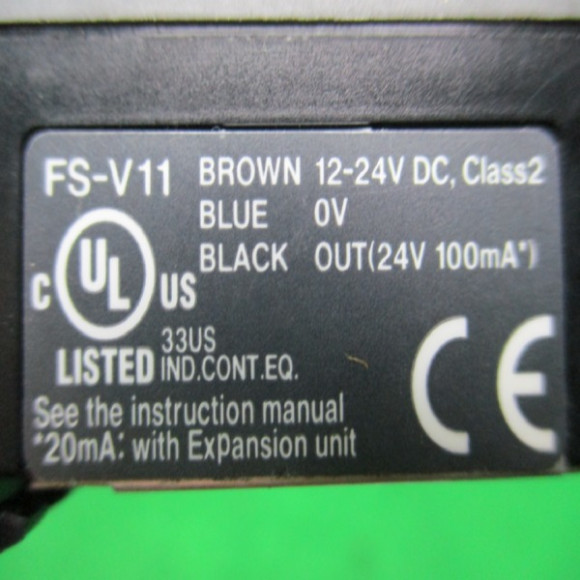 FS-V11 BROWN 12-24V DC, Class2
BLUE 0V
BLACK OUT(24V 100mA*)
C UL US
LISTED 33US
IND.CONT.EQ.
CE
See the instruction manual
*20mA: with Expansion unit